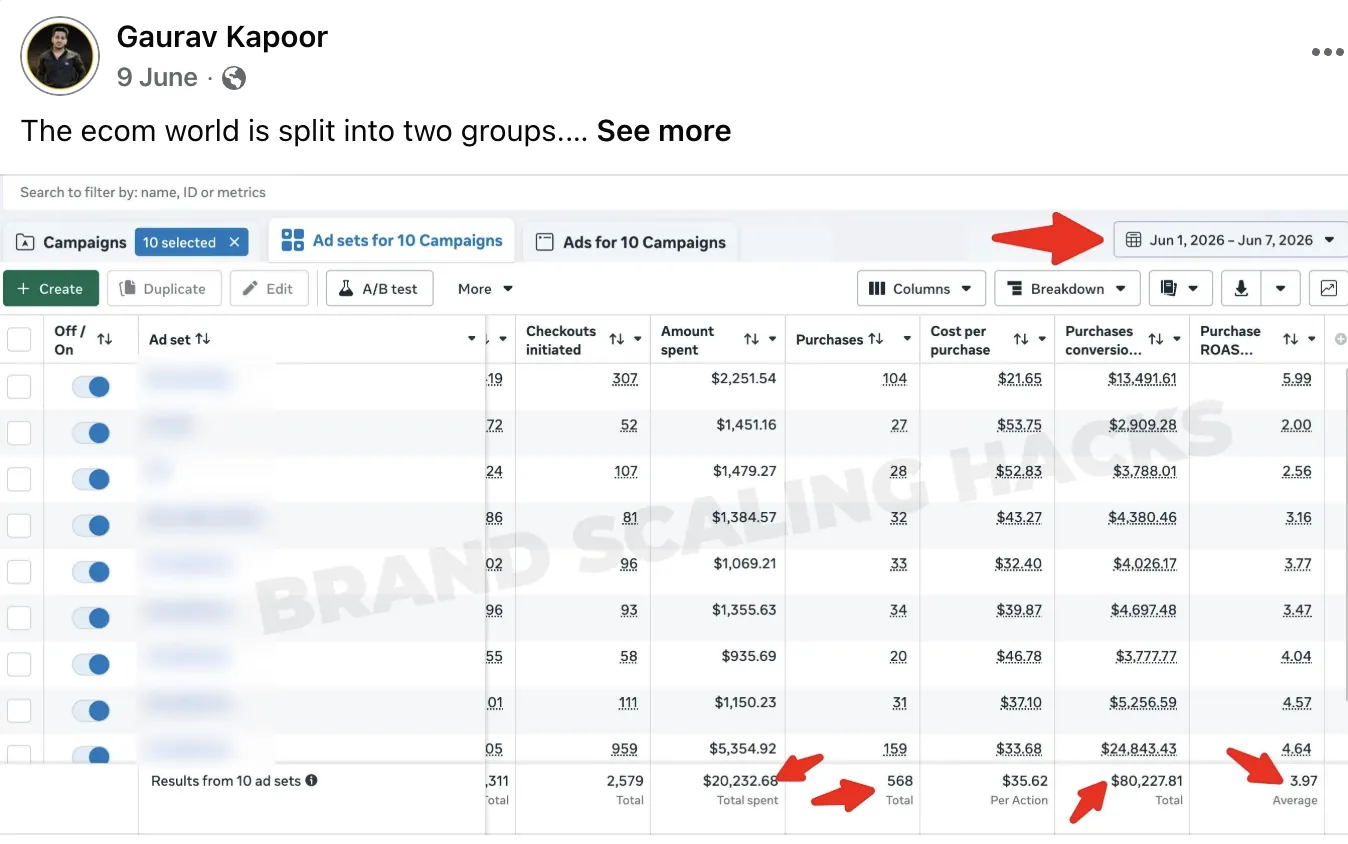 Gaurav Kapoor
9 June ·
The ecom world is split into two groups.... See more
Search to filter by: name, ID or metrics
Campaigns 10 selected × Ad sets for 10 Campaigns Ads for 10 Campaigns Jun 1, 2026 – Jun 7, 2026
+ Create Duplicate Edit A/B test More Columns Breakdown
Off / On Ad set Checkouts initiated Amount spent Purchases Cost per purchase Purchases conversio... Purchase ROAS...
19 307 $2,251.54 104 $21.65 $13,491.61 5.99
72 52 $1,451.16 27 $53.75 $2,909.28 2.00
24 107 $1,479.27 28 $52.83 $3,788.01 2.56
86 81 $1,384.57 32 $43.27 $4,380.46 3.16
02 96 $1,069.21 33 $32.40 $4,026.17 3.77
96 93 $1,355.63 34 $39.87 $4,697.48 3.47
55 58 $935.69 20 $46.78 $3,777.77 4.04
01 111 $1,150.23 31 $37.10 $5,256.59 4.57
05 959 $5,354.92 159 $33.68 $24,843.43 4.64
Results from 10 ad sets ,311 2,579 $20,232.68 568 $35.62 $80,227.81 3.97
Total Total spent Total Per Action Total Average
BRAND SCALING HACKS